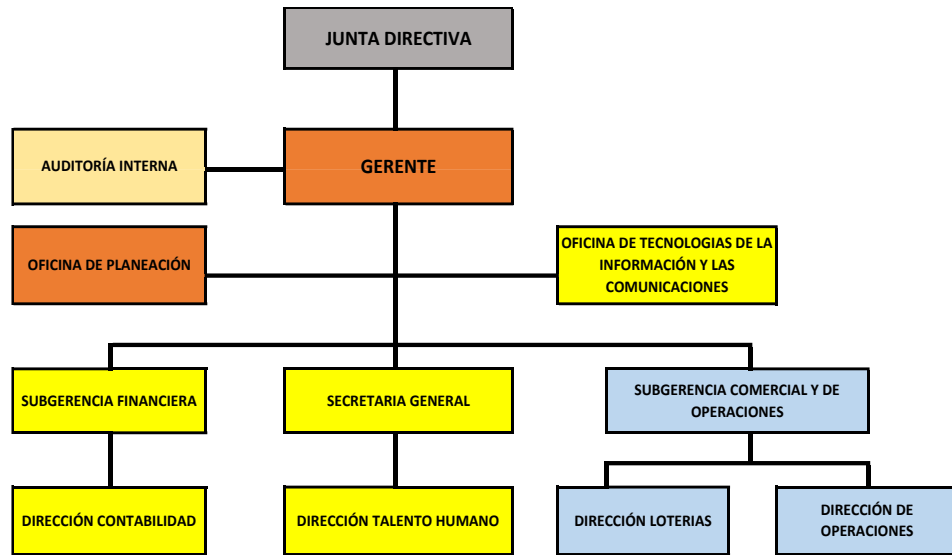 JUNTA DIRECTIVA
AUDITORÍA INTERNA
GERENTE
OFICINA DE PLANEACIÓN
OFICINA DE TECNOLOGIAS DE LA
INFORMACIÓN Y LAS
COMUNICACIONES
SUBGERENCIA FINANCIERA
SECRETARIA GENERAL
SUBGERENCIA COMERCIAL Y DE
OPERACIONES
DIRECCIÓN CONTABILIDAD
DIRECCIÓN TALENTO HUMANO
DIRECCIÓN LOTERIAS
DIRECCIÓN DE
OPERACIONES